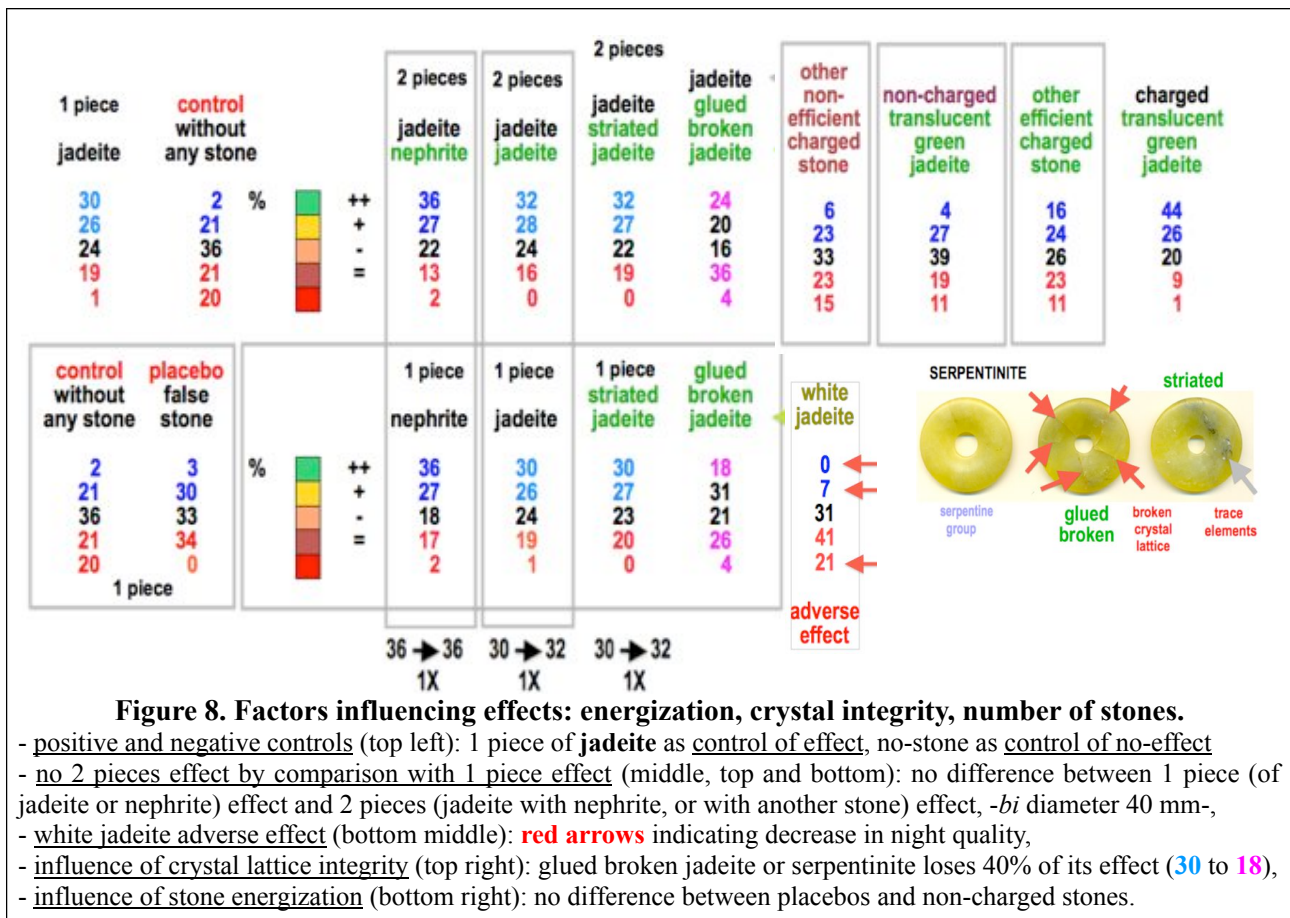 2 pieces
1 piece
jadeite
control
without
any stone
2 pieces
jadeite
nephrite
2 pieces
jadeite
jadeite
jadeite
striated
jadeite
jadeite
glued
broken
jadeite
other
non-
efficient
charged
stone
non-charged
translucent
green
jadeite
other
efficient
charged
stone
charged
translucent
green
jadeite
30 2 % ++ 36 32 32 24 6 4 16 44
26 21 + 27 28 27 20 23 27 24 26
24 36 - 22 24 22 16 33 39 26 20
19 21 = 13 16 19 36 23 19 23 9
1 20 2 0 0 4 15 11 11 1
control
without
any stone
placebo
false
stone
1 piece
nephrite
1 piece
jadeite
1 piece
striated
jadeite
glued
broken
jadeite
white
jadeite
2 3 % ++ 36 30 30 18 0
21 30 + 27 26 27 31 7
36 33 - 18 24 23 21 31
21 34 = 17 19 20 26 41
20 0 2 1 0 4 21
1 piece
adverse
effect
SERPENTINITE
striated
serpentine
group
glued
broken
broken
crystal
lattice
trace
elements
36 → 36 30 → 32 30 → 32
1X 1X 1X
Figure 8. Factors influencing effects: energization, crystal integrity, number of stones.
- positive and negative controls (top left): 1 piece of jadeite as control of effect, no-stone as control of no-effect
- no 2 pieces effect by comparison with 1 piece effect (middle, top and bottom): no difference between 1 piece (of
jadeite or nephrite) effect and 2 pieces (jadeite with nephrite, or with another stone) effect, -bi diameter 40 mm-,
- white jadeite adverse effect (bottom middle): red arrows indicating decrease in night quality,
- influence of crystal lattice integrity (top right): glued broken jadeite or serpentinite loses 40% of its effect (30 to 18),
- influence of stone energization (bottom right): no difference between placebos and non-charged stones.